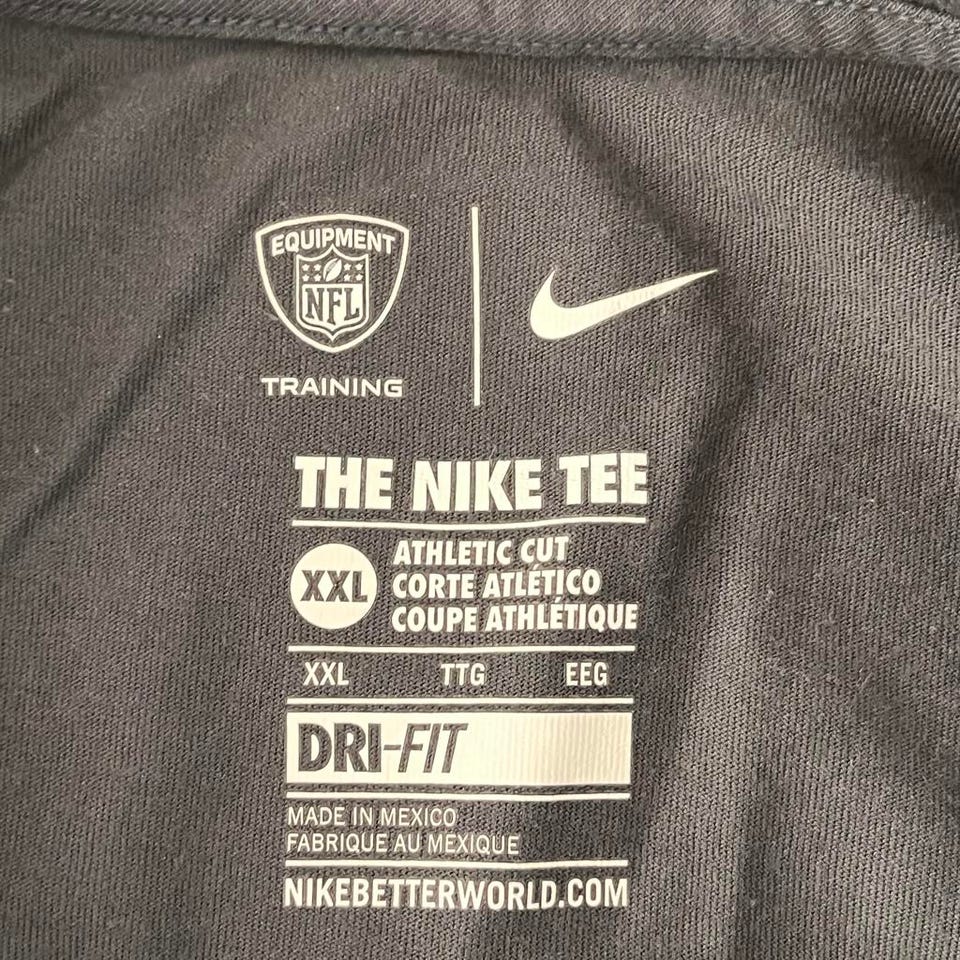 EQUIPMENT
NFL
TRAINING
THE NIKE TEE
XXL
ATHLETIC CUT
CORTE ATLÉTICO
COUPE ATHLÉTIQUE
XXL TTG EEG
DRI-FIT
MADE IN MEXICO
FABRIQUE AU MEXIQUE
NIKEBETTERWORLD.COM